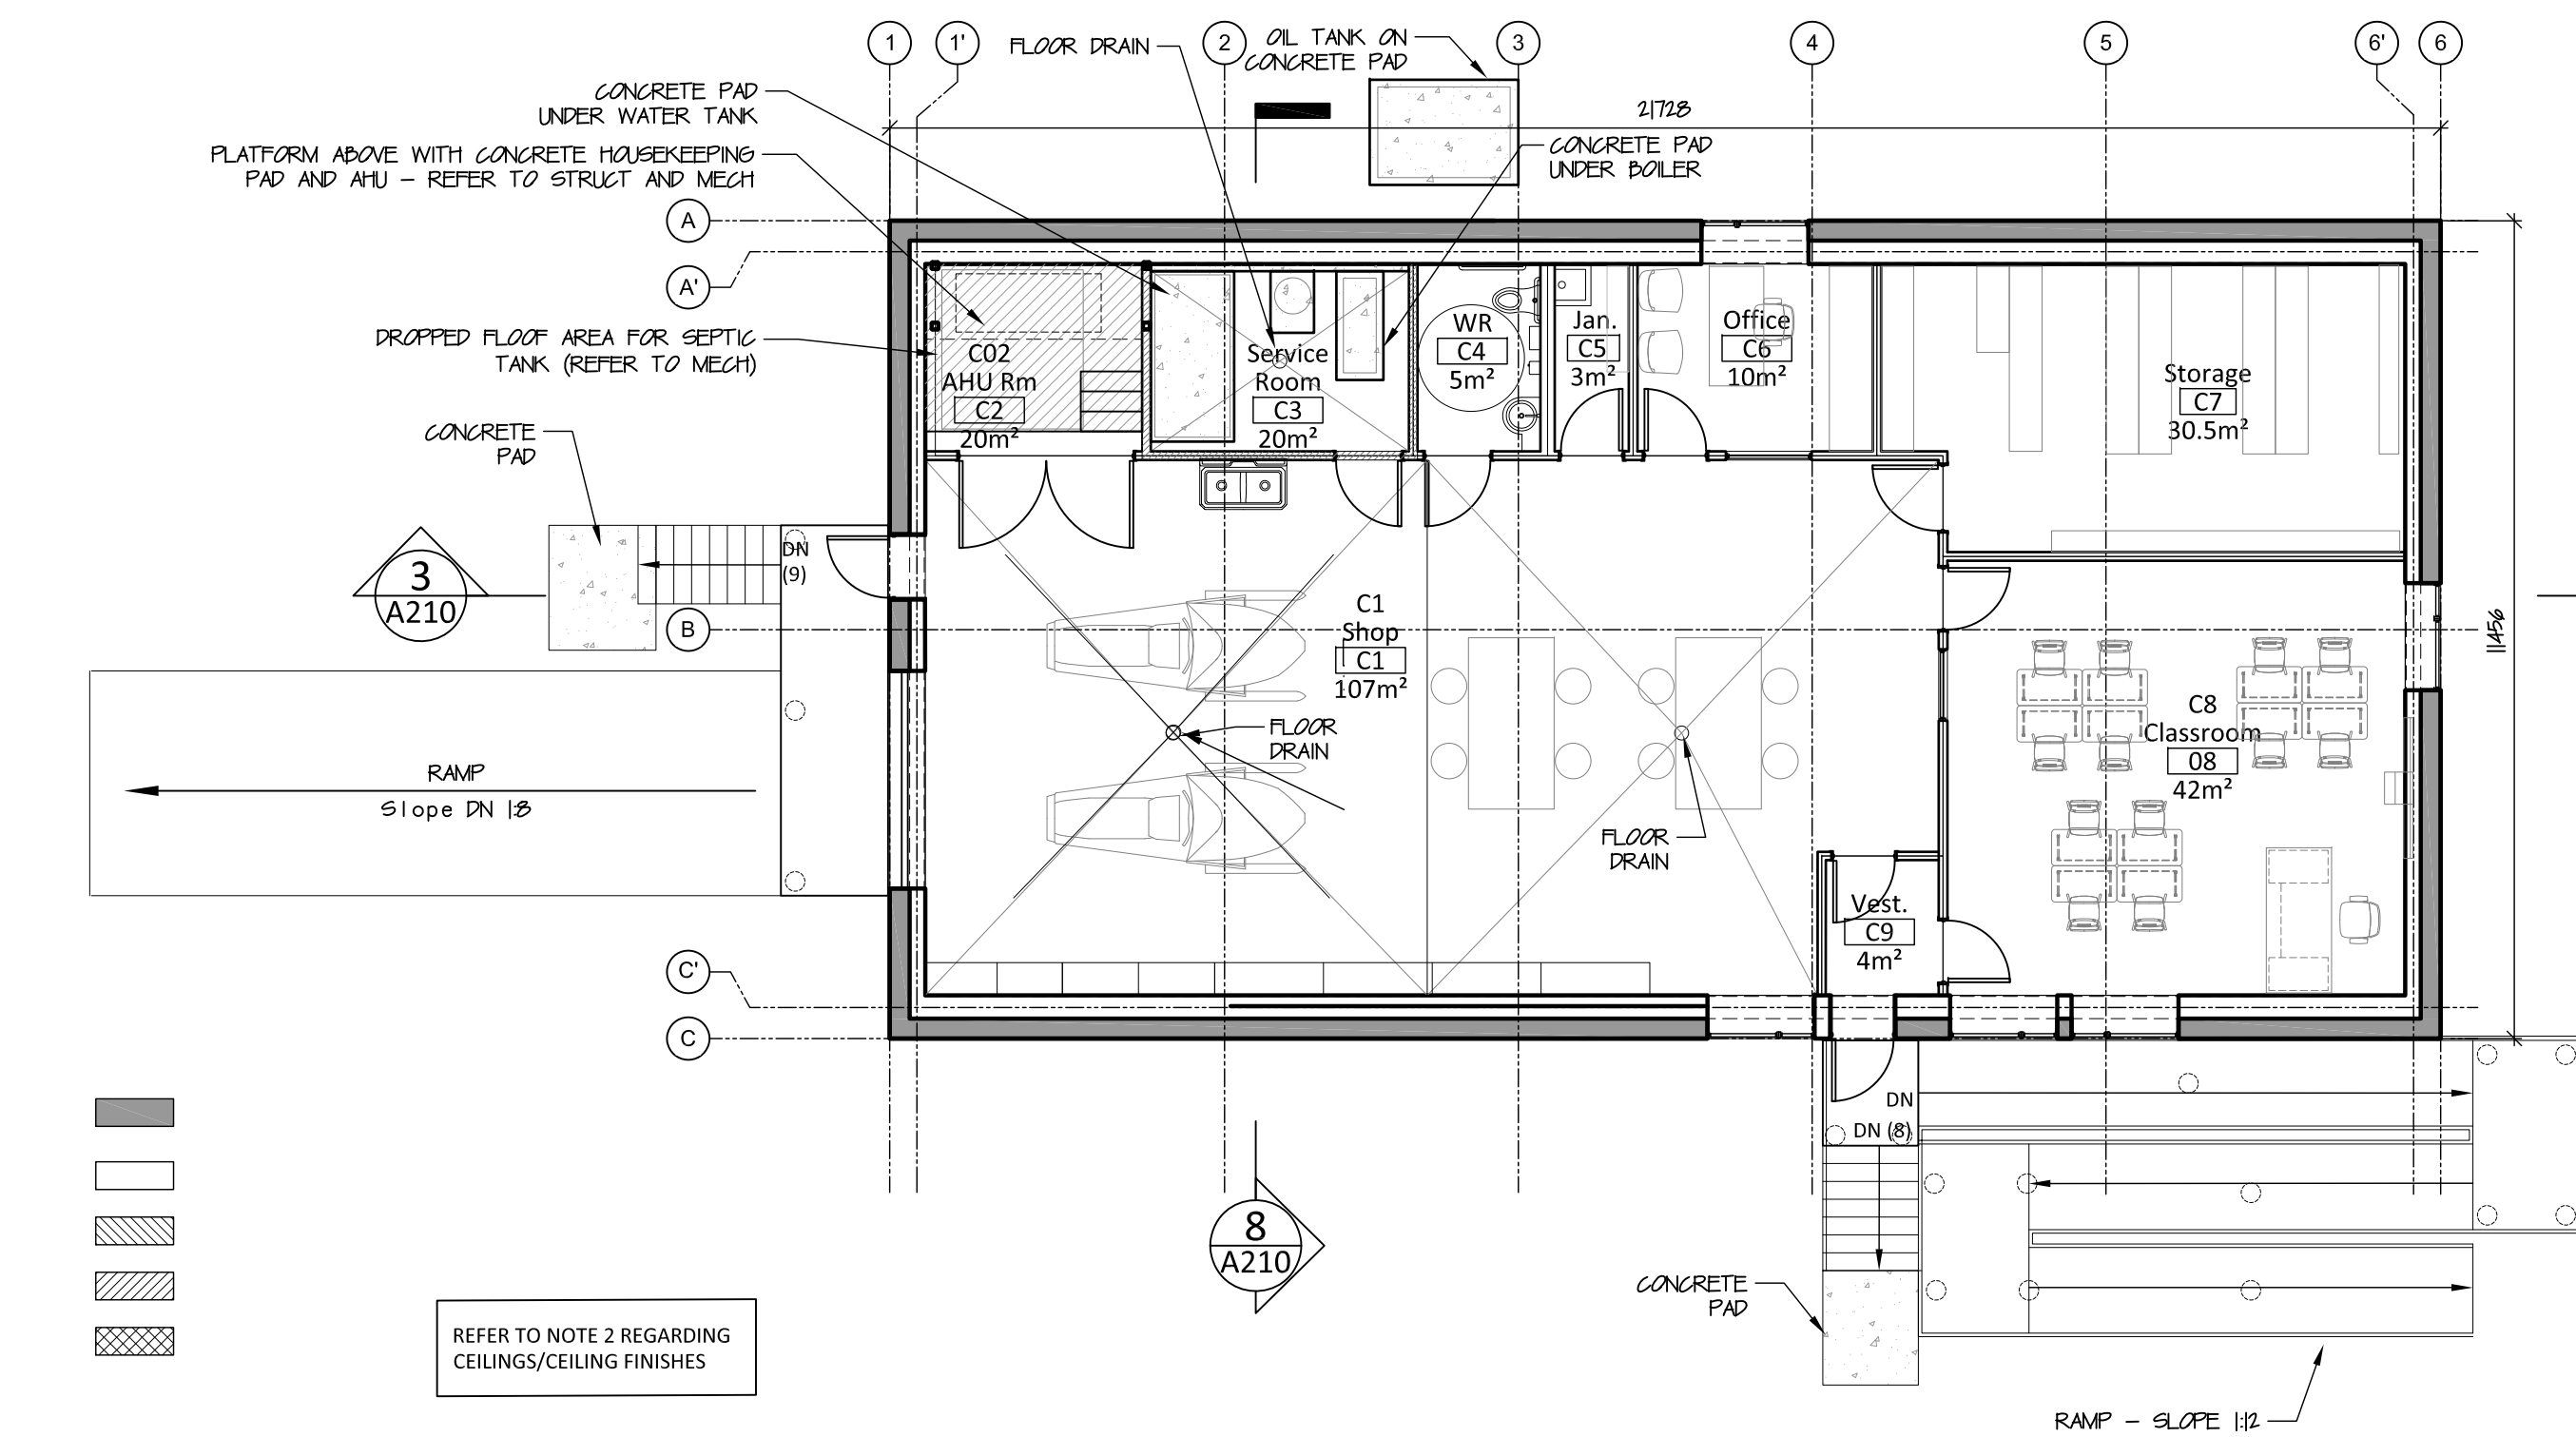 1
1'
2
3
4
5
6'
6
FLOOR DRAIN
OIL TANK ON
CONCRETE PAD
CONCRETE PAD
UNDER WATER TANK
21728
PLATFORM ABOVE WITH CONCRETE HOUSEKEEPING
PAD AND AHU - REFER TO STRUCT AND MECH
CONCRETE PAD
UNDER BOILER
A
A'
DROPPED FLOOF AREA FOR SEPTIC
TANK (REFER TO MECH)
C02
AHU Rm
C2
20m²
Service
Room
C3
20m²
WR
C4
5m²
Jan.
C5
3m²
Office
C6
10m²
Storage
C7
30.5m²
CONCRETE
PAD
DN
(9)
3
A210
B
C1
Shop
C1
107m²
11456
FLOOR
DRAIN
C8
Classroom
08
42m²
RAMP
Slope DN 1:8
FLOOR
DRAIN
Vest.
C9
4m²
C'
C
DN
DN (8)
8
A210
CONCRETE
PAD
REFER TO NOTE 2 REGARDING
CEILINGS/CEILING FINISHES
RAMP - SLOPE 1:12